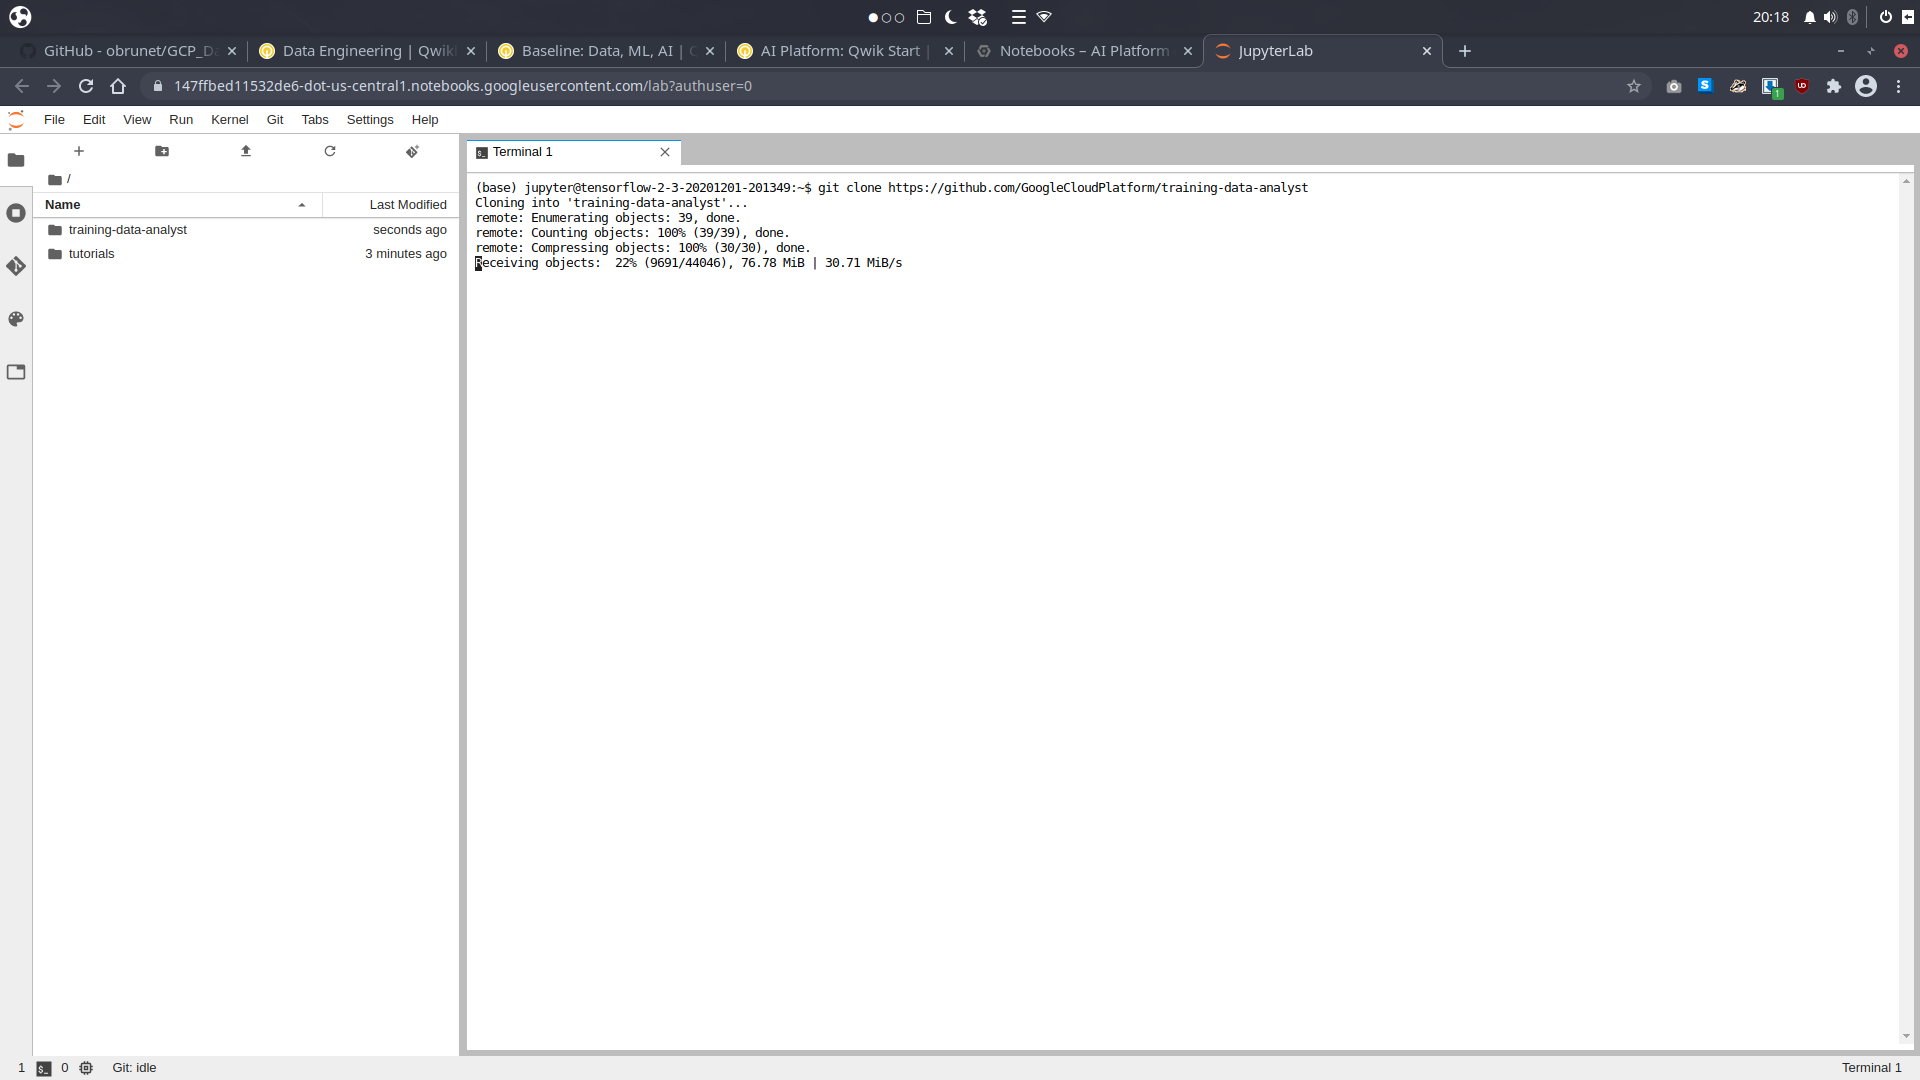 20:18
GitHub - obrunet/GCP_Da
Data Engineering | Qwikl
Baseline: Data, ML, AI |
AI Platform: Qwik Start |
Notebooks – AI Platform
JupyterLab
147ffbed11532de6-dot-us-central1.notebooks.googleusercontent.com/lab?authuser=0
S
1
File Edit View Run Kernel Git Tabs Settings Help
Terminal 1
/
Name Last Modified
training-data-analyst seconds ago
tutorials 3 minutes ago
(base) jupyter@tensorflow-2-3-20201201-201349:~$ git clone https://github.com/GoogleCloudPlatform/training-data-analyst
Cloning into 'training-data-analyst'...
remote: Enumerating objects: 39, done.
remote: Counting objects: 100% (39/39), done.
remote: Compressing objects: 100% (30/30), done.
Receiving objects:  22% (9691/44046), 76.78 MiB | 30.71 MiB/s
1 $_ 0 Git: idle
Terminal 1